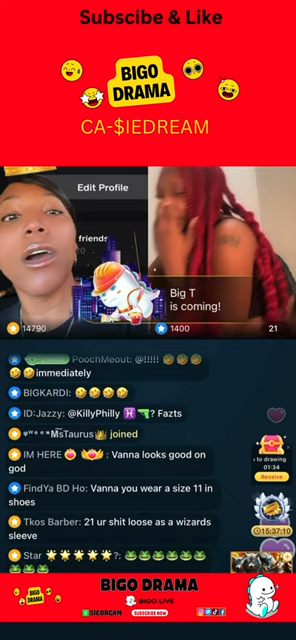 Subscibe & Like
BIGO
DRAMA
CA-$IEDREAM
Edit Profile
friends
Big T
is coming!
14790
1400
21
PoochMeout: @!!!!!
immediately
BIGKARDI:
ID:Jazzy: @KillyPhilly ? Fazts
Taurus joined
IM HERE : Vanna looks good on
god
FindYa BD Ho: Vanna you wear a size 11 in
shoes
Tkos Barber: 21 ur shit loose as a wizards
sleeve
Star ?:
to drawing
01:34
Receive
15:37:10
BIGO DRAMA
BIGO LIVE
BIGO
DRAMA
$IEDREAM
SUBSCRIBE NOW